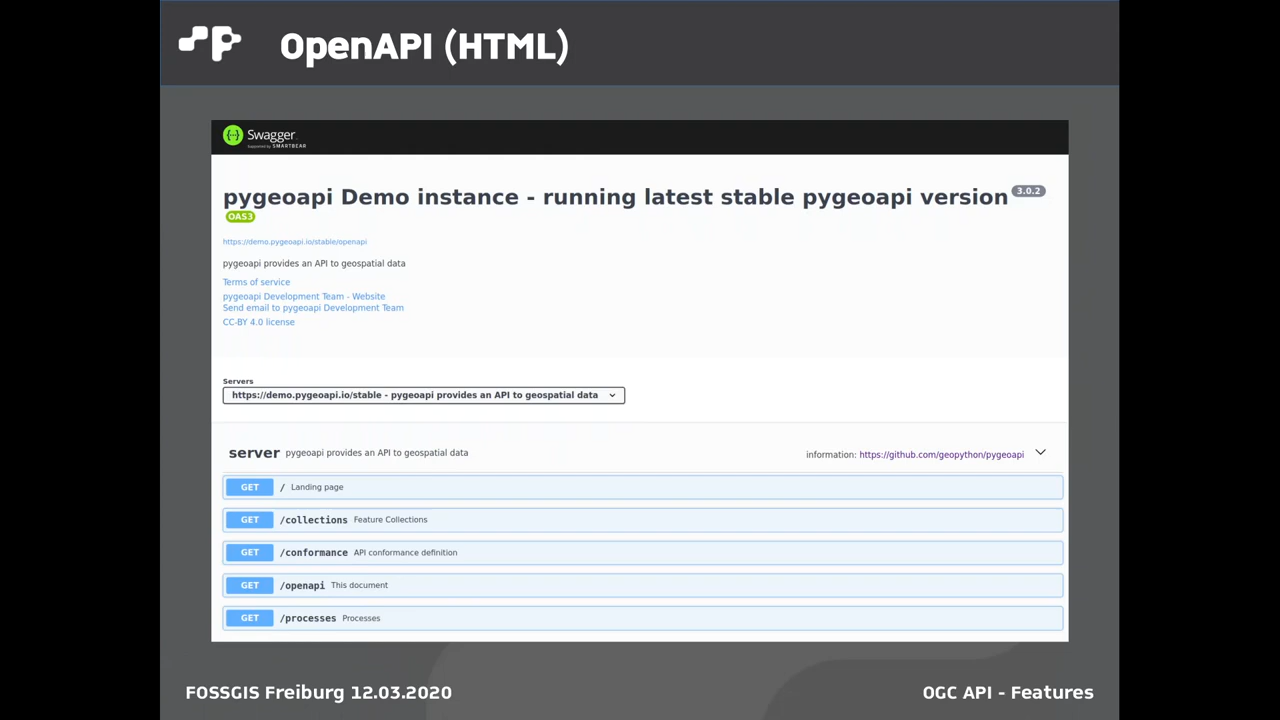 OpenAPI (HTML)
Swagger
Supported by SMARTBEAR
pygeoapi Demo instance - running latest stable pygeoapi version 3.0.2
OAS3
https://demo.pygeoapi.io/stable/openapi
pygeoapi provides an API to geospatial data
Terms of service
pygeoapi Development Team - Website
Send email to pygeoapi Development Team
CC-BY 4.0 license
Servers
https://demo.pygeoapi.io/stable - pygeoapi provides an API to geospatial data
server pygeoapi provides an API to geospatial data information: https://github.com/geopython/pygeoapi
GET / Landing page
GET /collections Feature Collections
GET /conformance API conformance definition
GET /openapi This document
GET /processes Processes
FOSSGIS Freiburg 12.03.2020 OGC API - Features